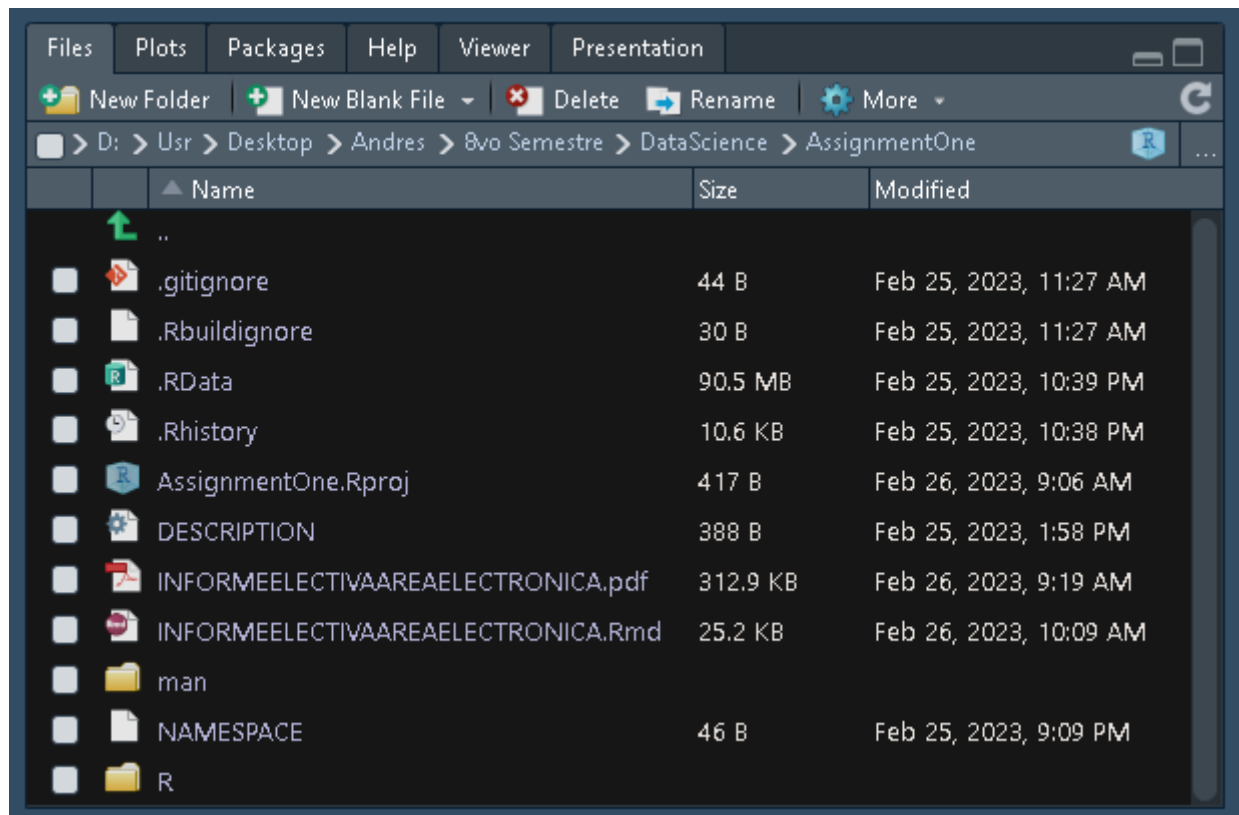 Files Plots Packages Help Viewer Presentation
New Folder New Blank File Delete Rename More
D: > Usr > Desktop > Andres > 8vo Semestre > DataScience > AssignmentOne R ...
Name Size Modified
..
.gitignore 44 B Feb 25, 2023, 11:27 AM
.Rbuildignore 30 B Feb 25, 2023, 11:27 AM
.RData 90.5 MB Feb 25, 2023, 10:39 PM
.Rhistory 10.6 KB Feb 25, 2023, 10:38 PM
AssignmentOne.Rproj 417 B Feb 26, 2023, 9:06 AM
DESCRIPTION 388 B Feb 25, 2023, 1:58 PM
INFORMEELECTIVAAREAELECTRONICA.pdf 312.9 KB Feb 26, 2023, 9:19 AM
INFORMEELECTIVAAREAELECTRONICA.Rmd 25.2 KB Feb 26, 2023, 10:09 AM
man
NAMESPACE 46 B Feb 25, 2023, 9:09 PM
R